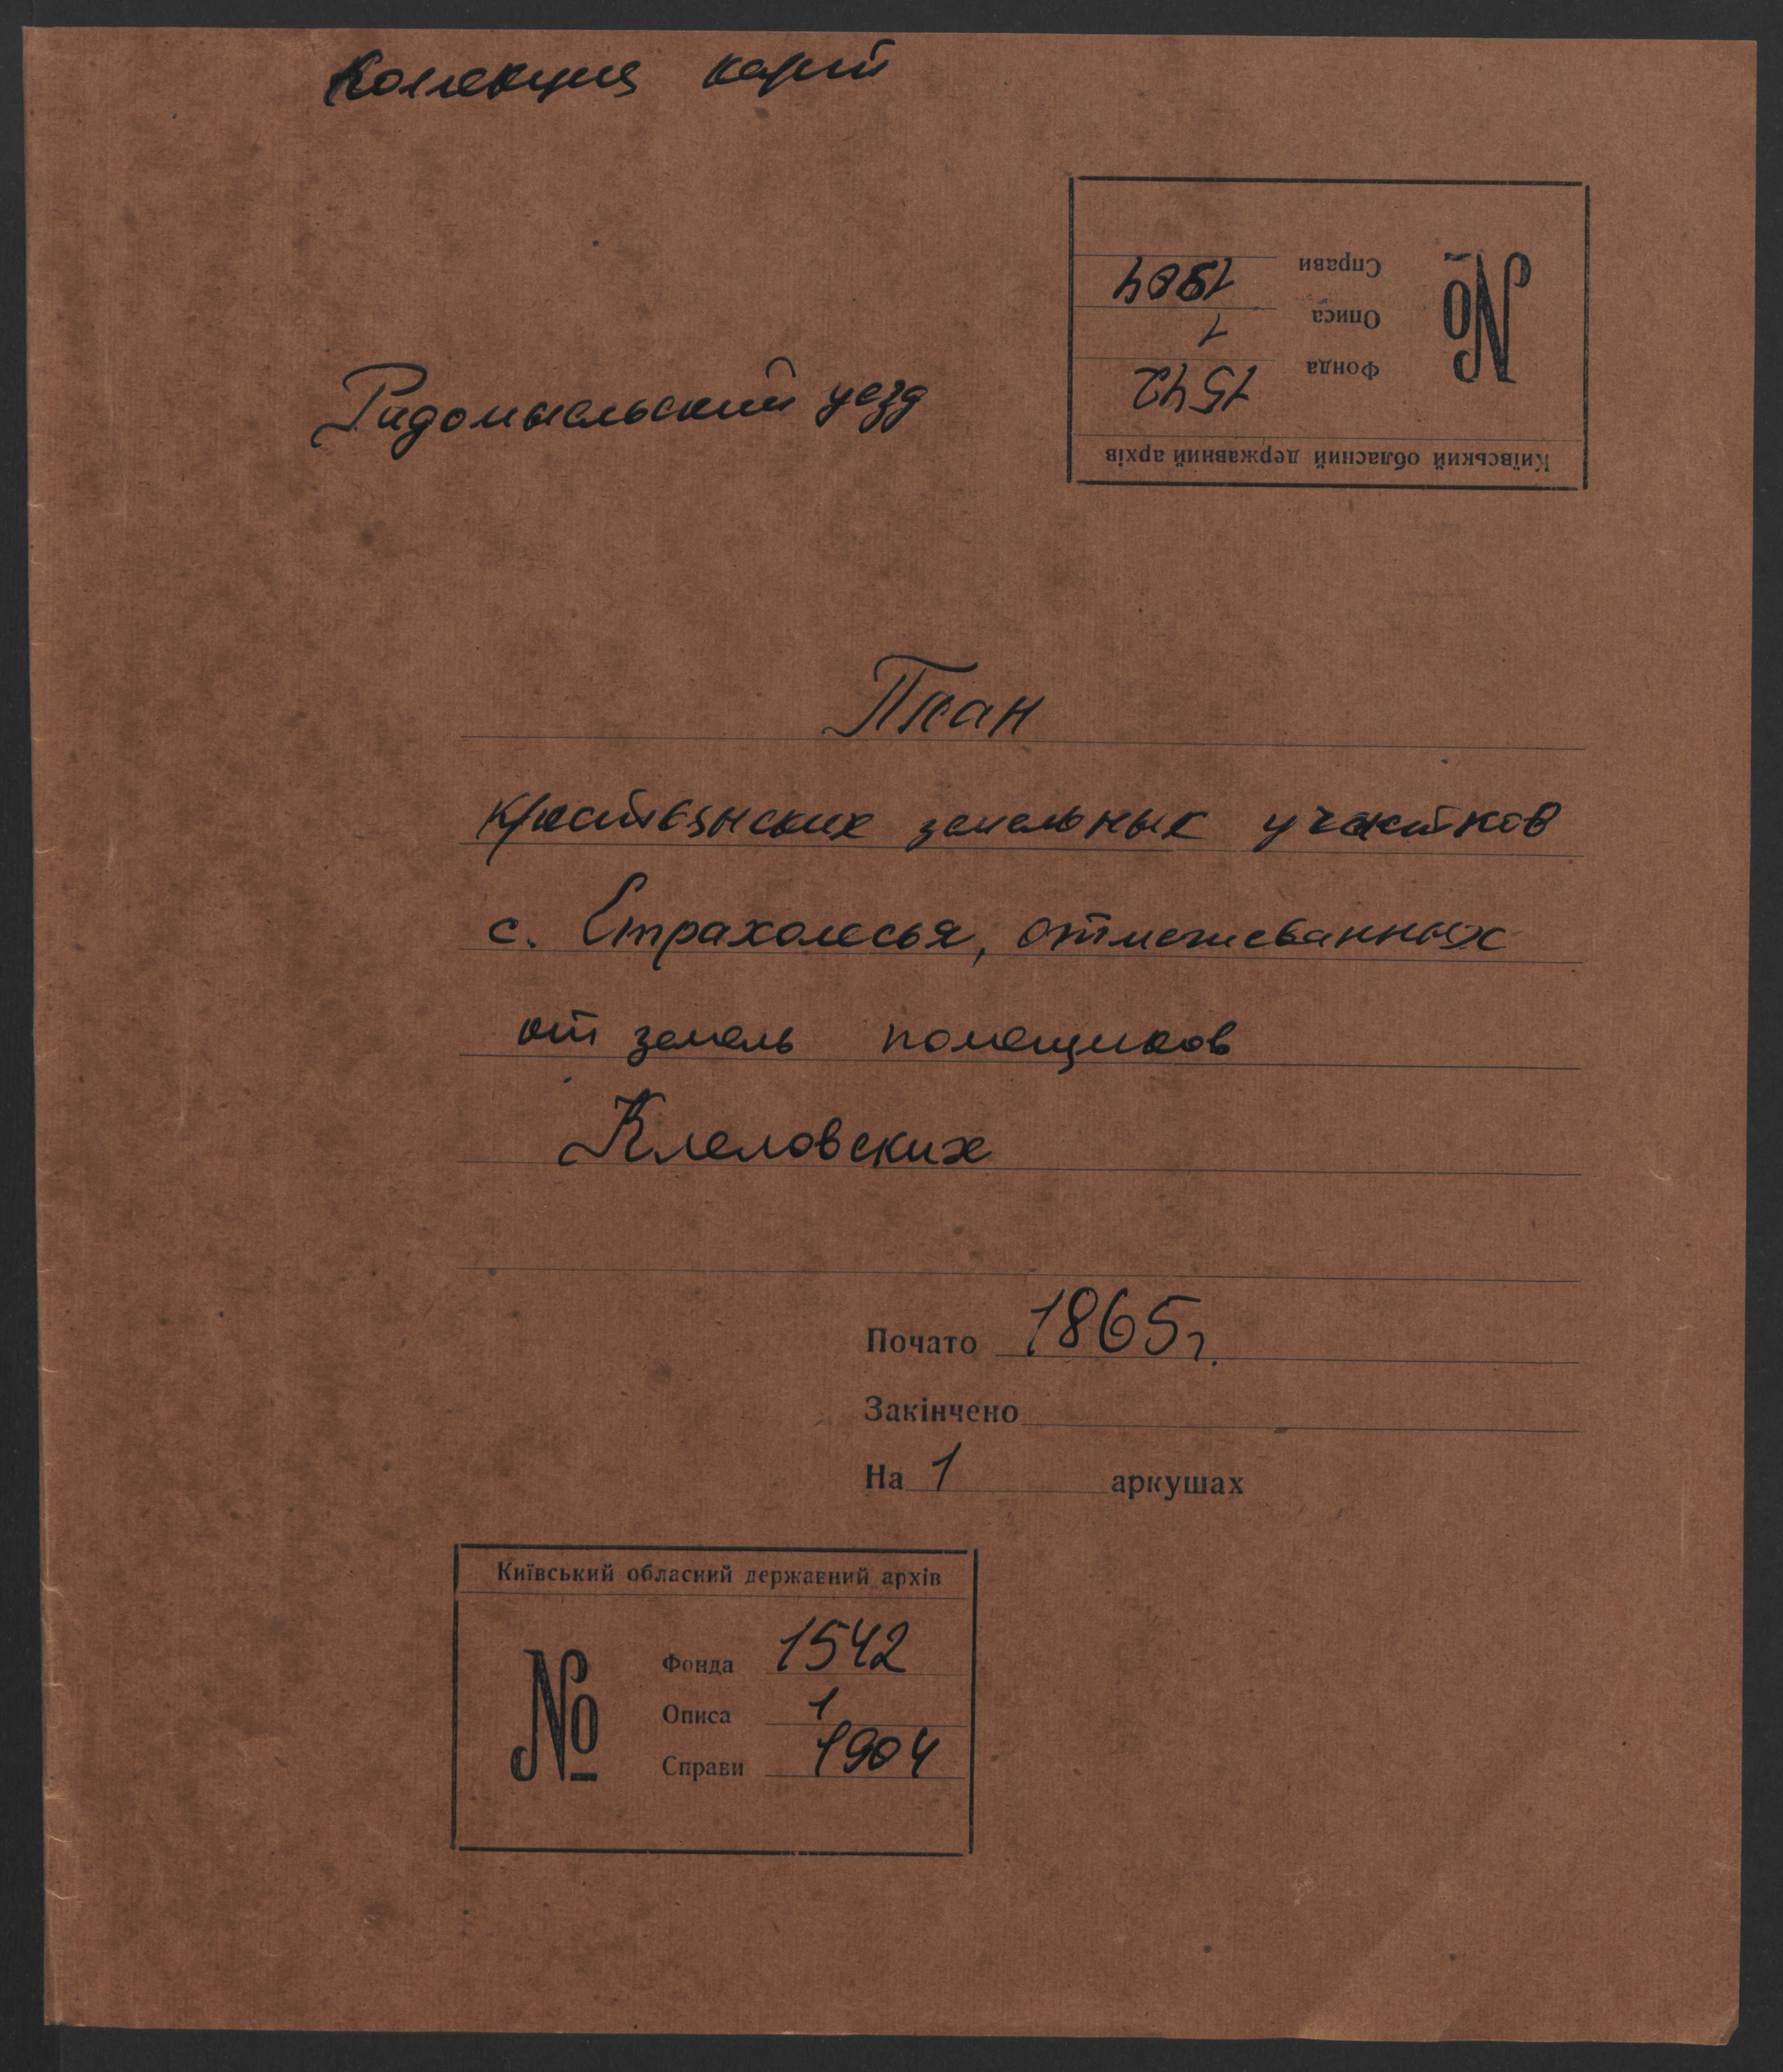 Коллекция карт
Справи 1904
Описа 1
Фонда 1542
№
Київський обласний державний архів
Радомысльский уезд
План
крестьянских земельных участков
с. Страхолесья, отмежеванных
от земель помещиков
Клеловских
Почато 1865г.
Закінчено
На 1 аркушах
Київський обласний державний архів
№
Фонда 1542
Описа 1
Справи 1904